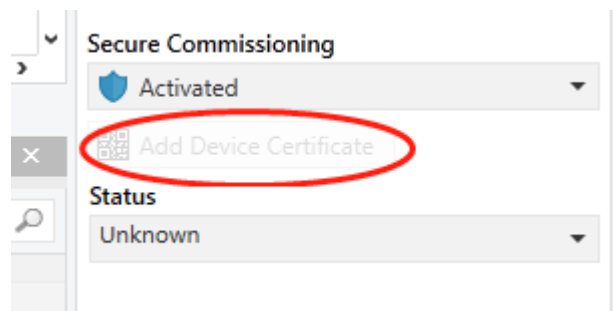 Secure Commissioning
Activated
Add Device Certificate
Status
Unknown